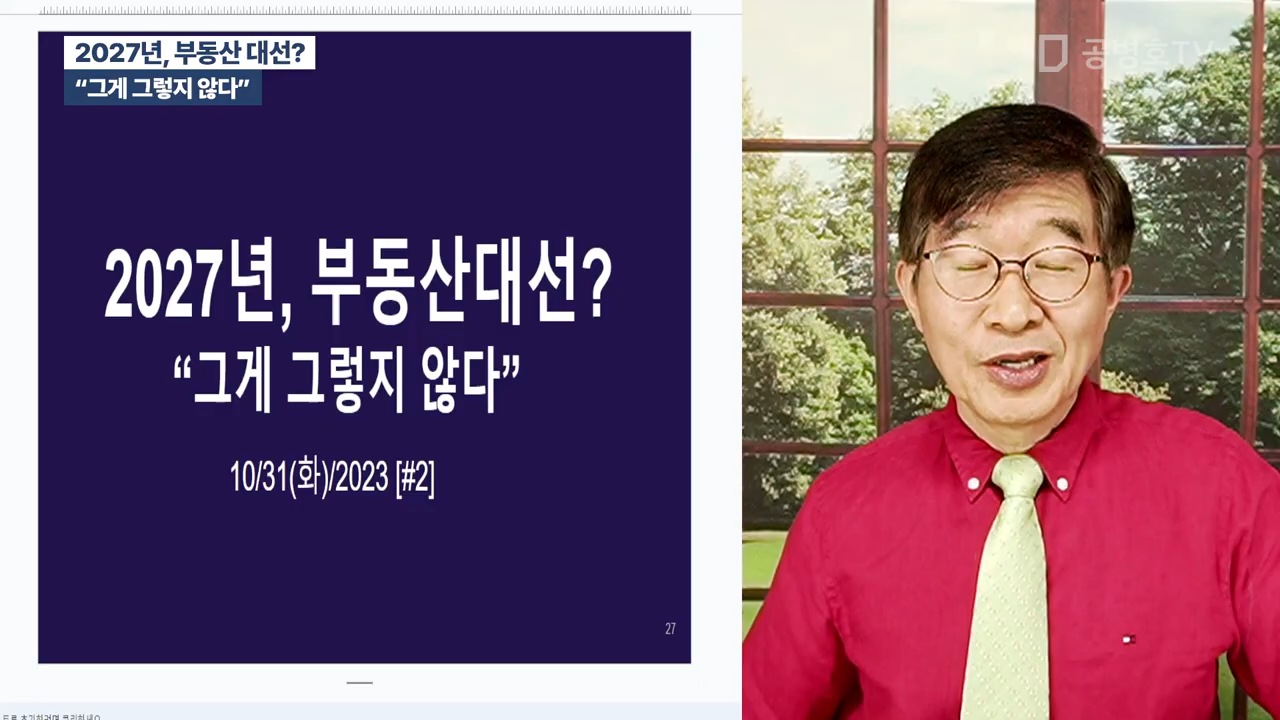 2027년, 부동산 대선?
“그게 그렇지 않다”
공병호TV
2027년, 부동산대선?
“그게 그렇지 않다”
10/31(화)/2023 [#2]
27